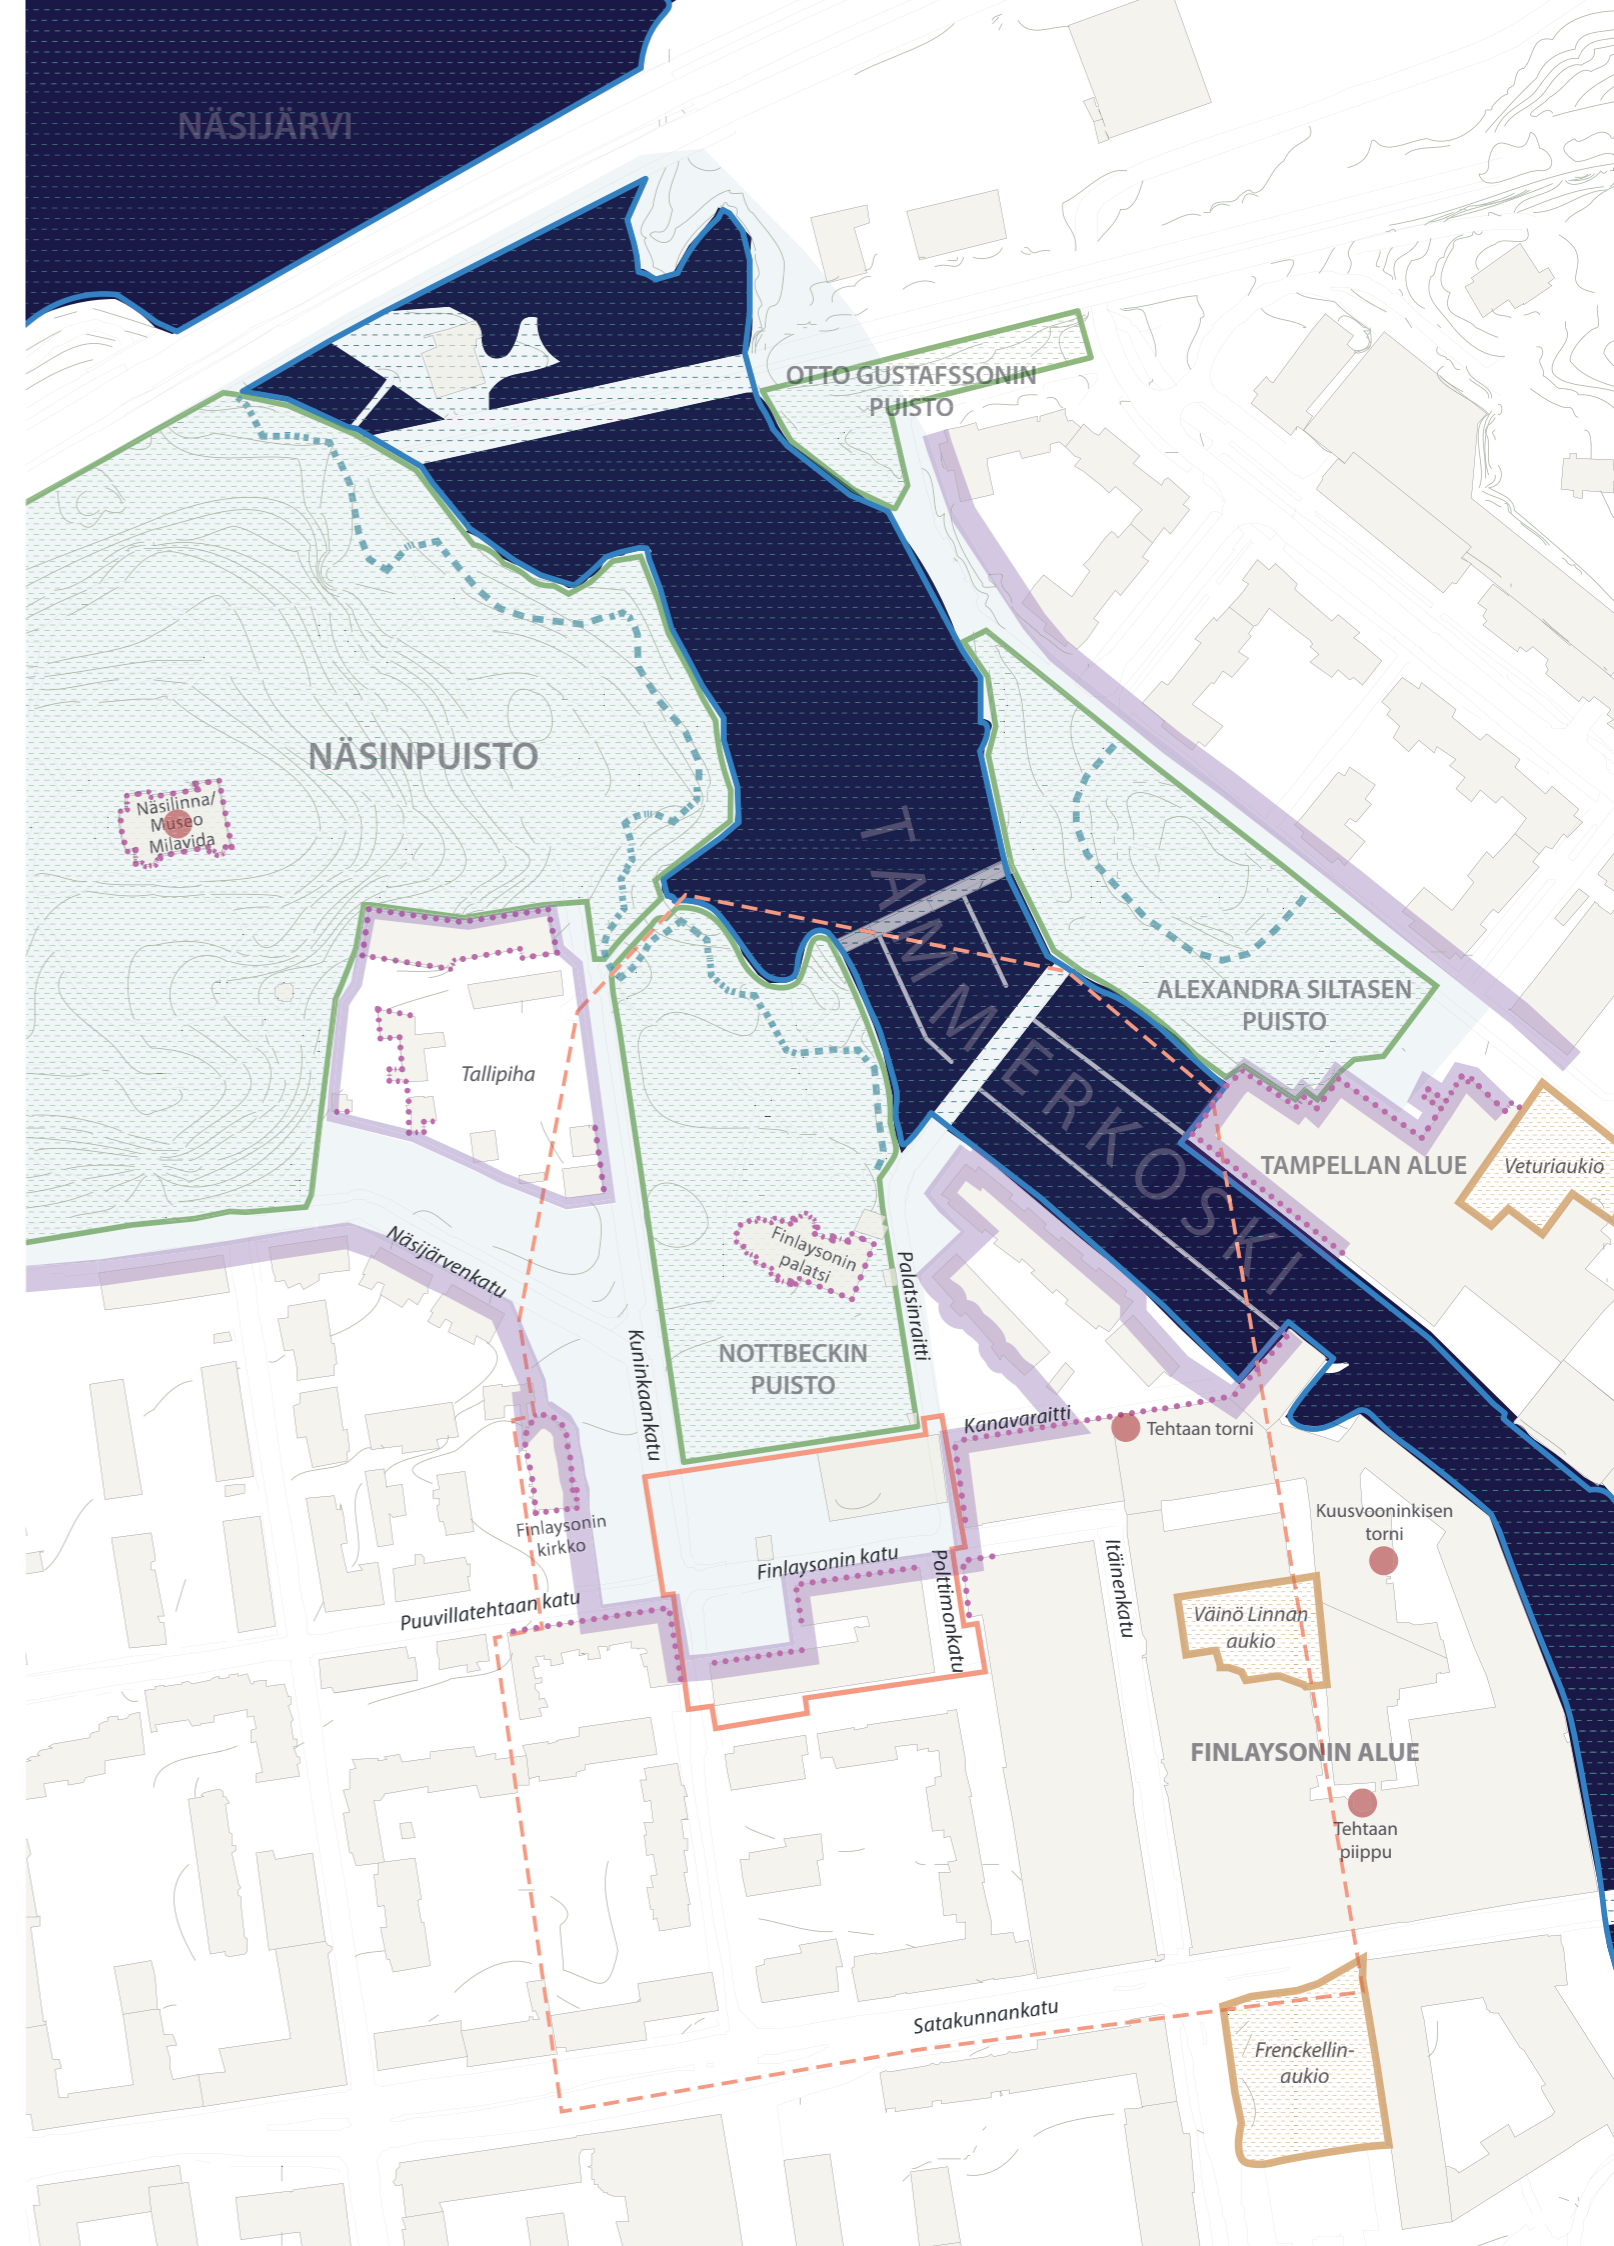 NÄSIJÄRVI
OTTO GUSTAFSSONIN
PUISTO
NÄSINPUISTO
Näsilinna/
Museo
Milavida
TAMMERKOSKI
ALEXANDRA SILTASEN
PUISTO
Tallipiha
TAMPELLAN ALUE
Veturiaukio
Näsijärvenkatu
Finlaysonin
palatsi
Palatsinraitti
Kuninkaankatu
NOTTBECKIN
PUISTO
Kanavaraitti
Tehtaan torni
Kuusvooninkisen
torni
Finlaysonin
kirkko
Finlaysonin katu
Polttimonkatu
Itäinenkatu
Puuvillatehtaan katu
Väinö Linnan
aukio
FINLAYSONIN ALUE
Tehtaan
piippu
Satakunnankatu
Frenckellin-
aukio